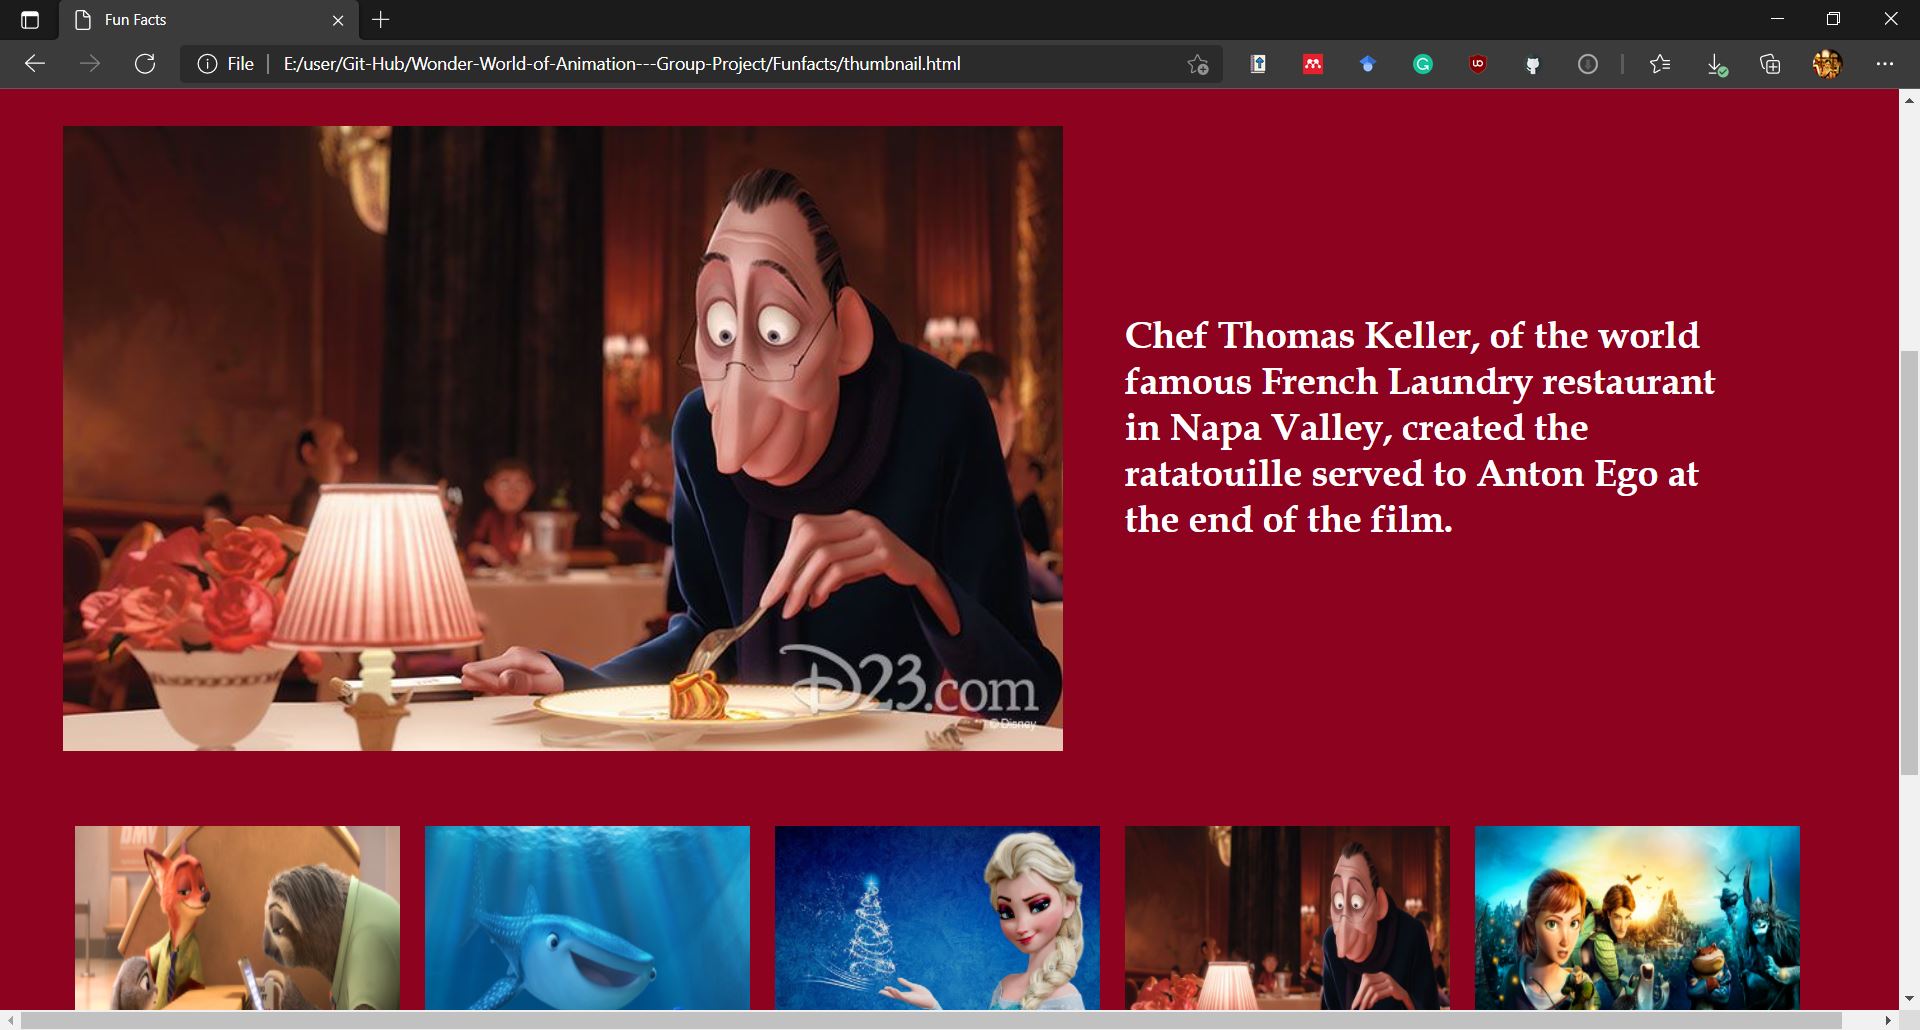 Fun Facts
File
E:/user/Git-Hub/Wonder-World-of-Animation---Group-Project/Funfacts/thumbnail.html
Chef Thomas Keller, of the world
famous French Laundry restaurant
in Napa Valley, created the
ratatouille served to Anton Ego at
the end of the film.
D23.com
© Disney
DMV